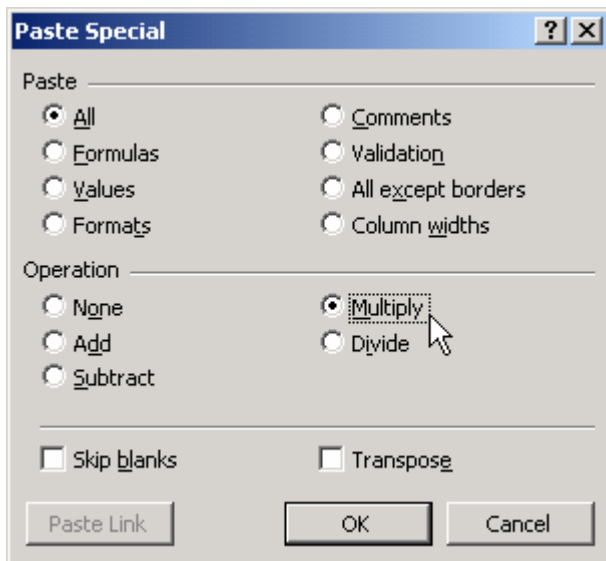 Paste Special
Paste
All
Comments
Formulas
Validation
Values
All except borders
Formats
Column widths
Operation
None
Multiply
Add
Divide
Subtract
Skip blanks
Transpose
Paste Link
OK
Cancel